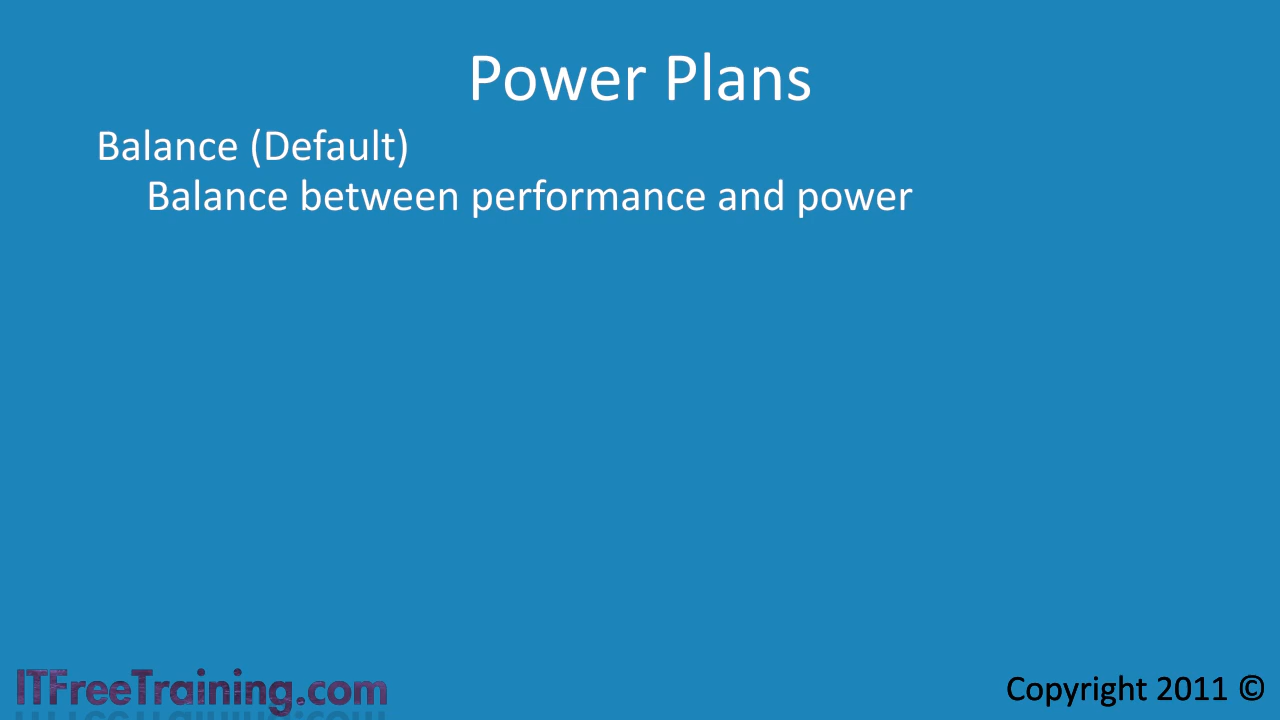 Power Plans
Balance (Default)
Balance between performance and power
ITFreeTraining.com
Copyright 2011 ©